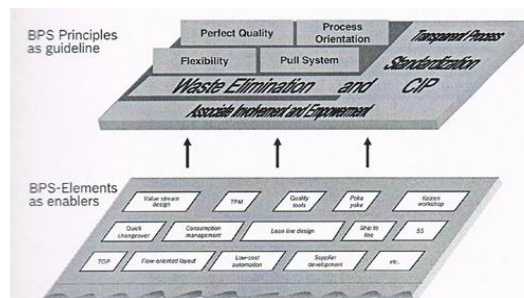 BPS Principles
as guideline
Perfect Quality
Process
Orientation
Transparent Process
Flexibility
Pull System
Standardization
Waste Elimination and CIP
Associate Involvement and Empowerment
BPS-Elements
as enablers
Value stream
design
TPM
Quality
tools
Poka
yoke
Kaizen
workshop
Quick
changeover
Consumption
management
Lean line design
Ship to
line
5S
TOP
Flow-oriented layout
Low-cost
automation
Supplier
development
etc.